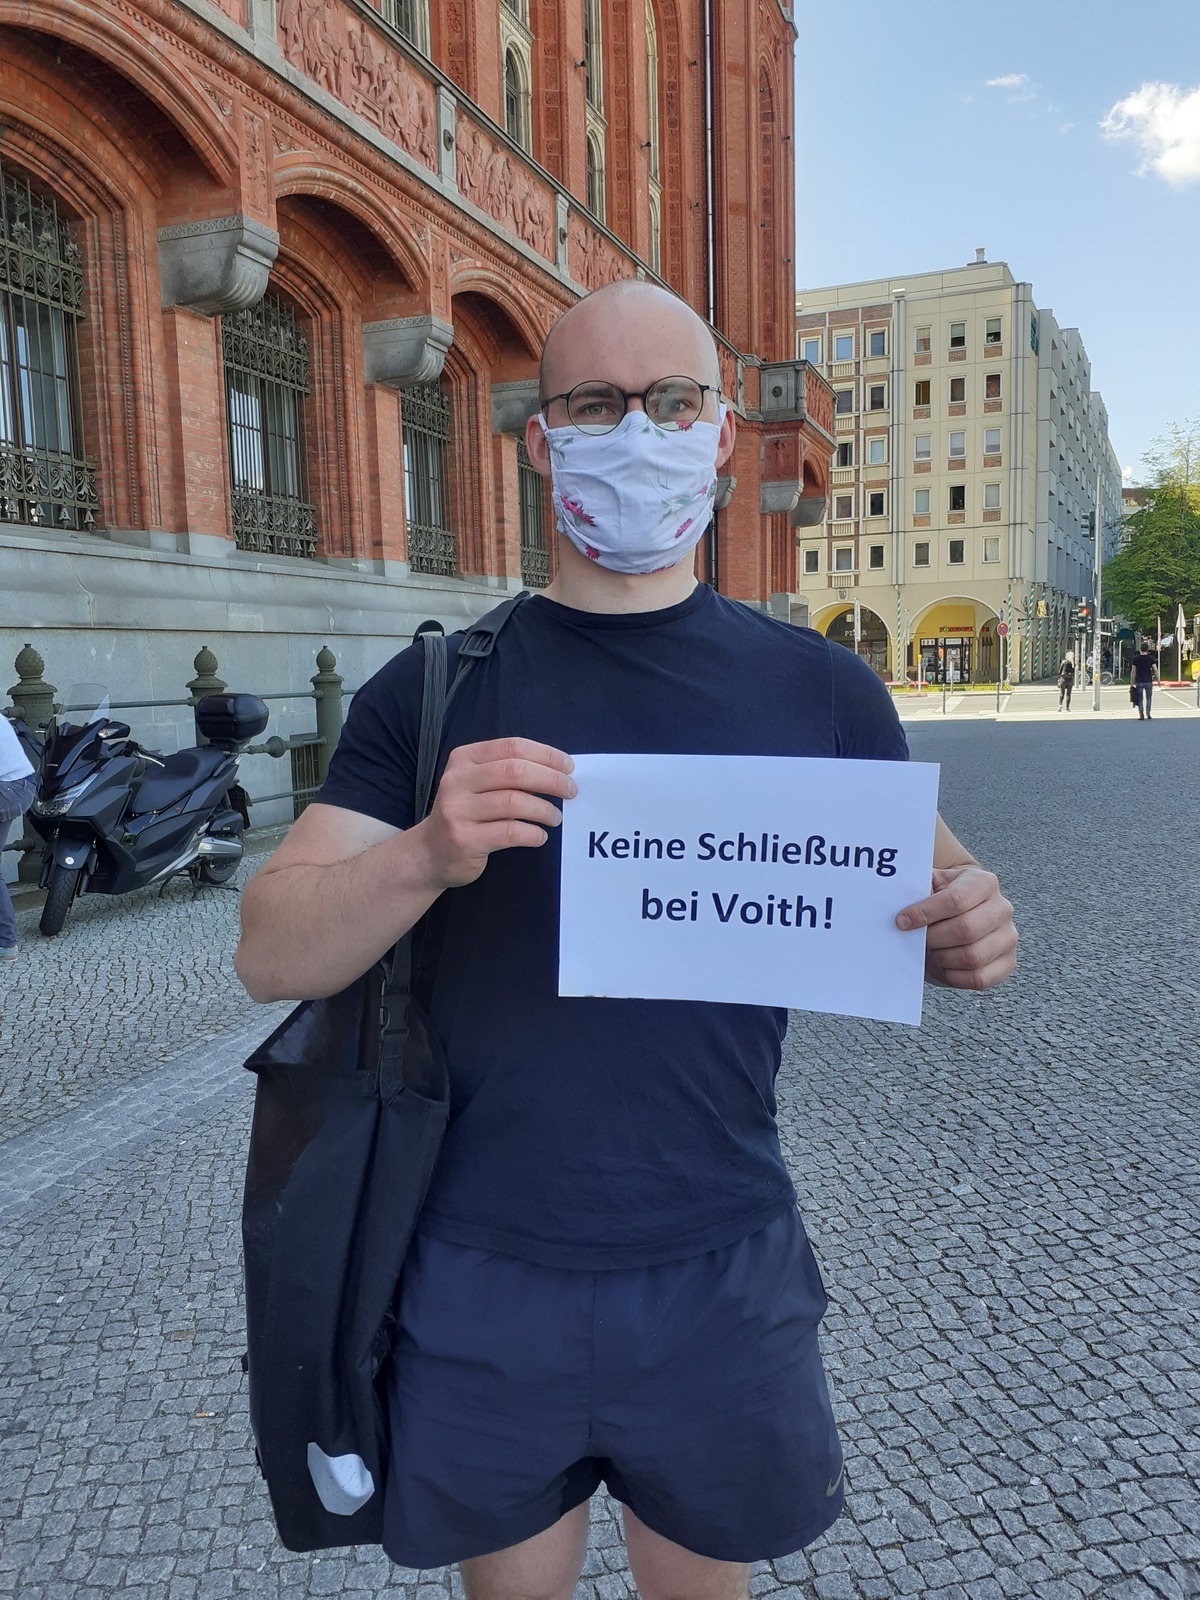 Keine Schließung
bei Voith!